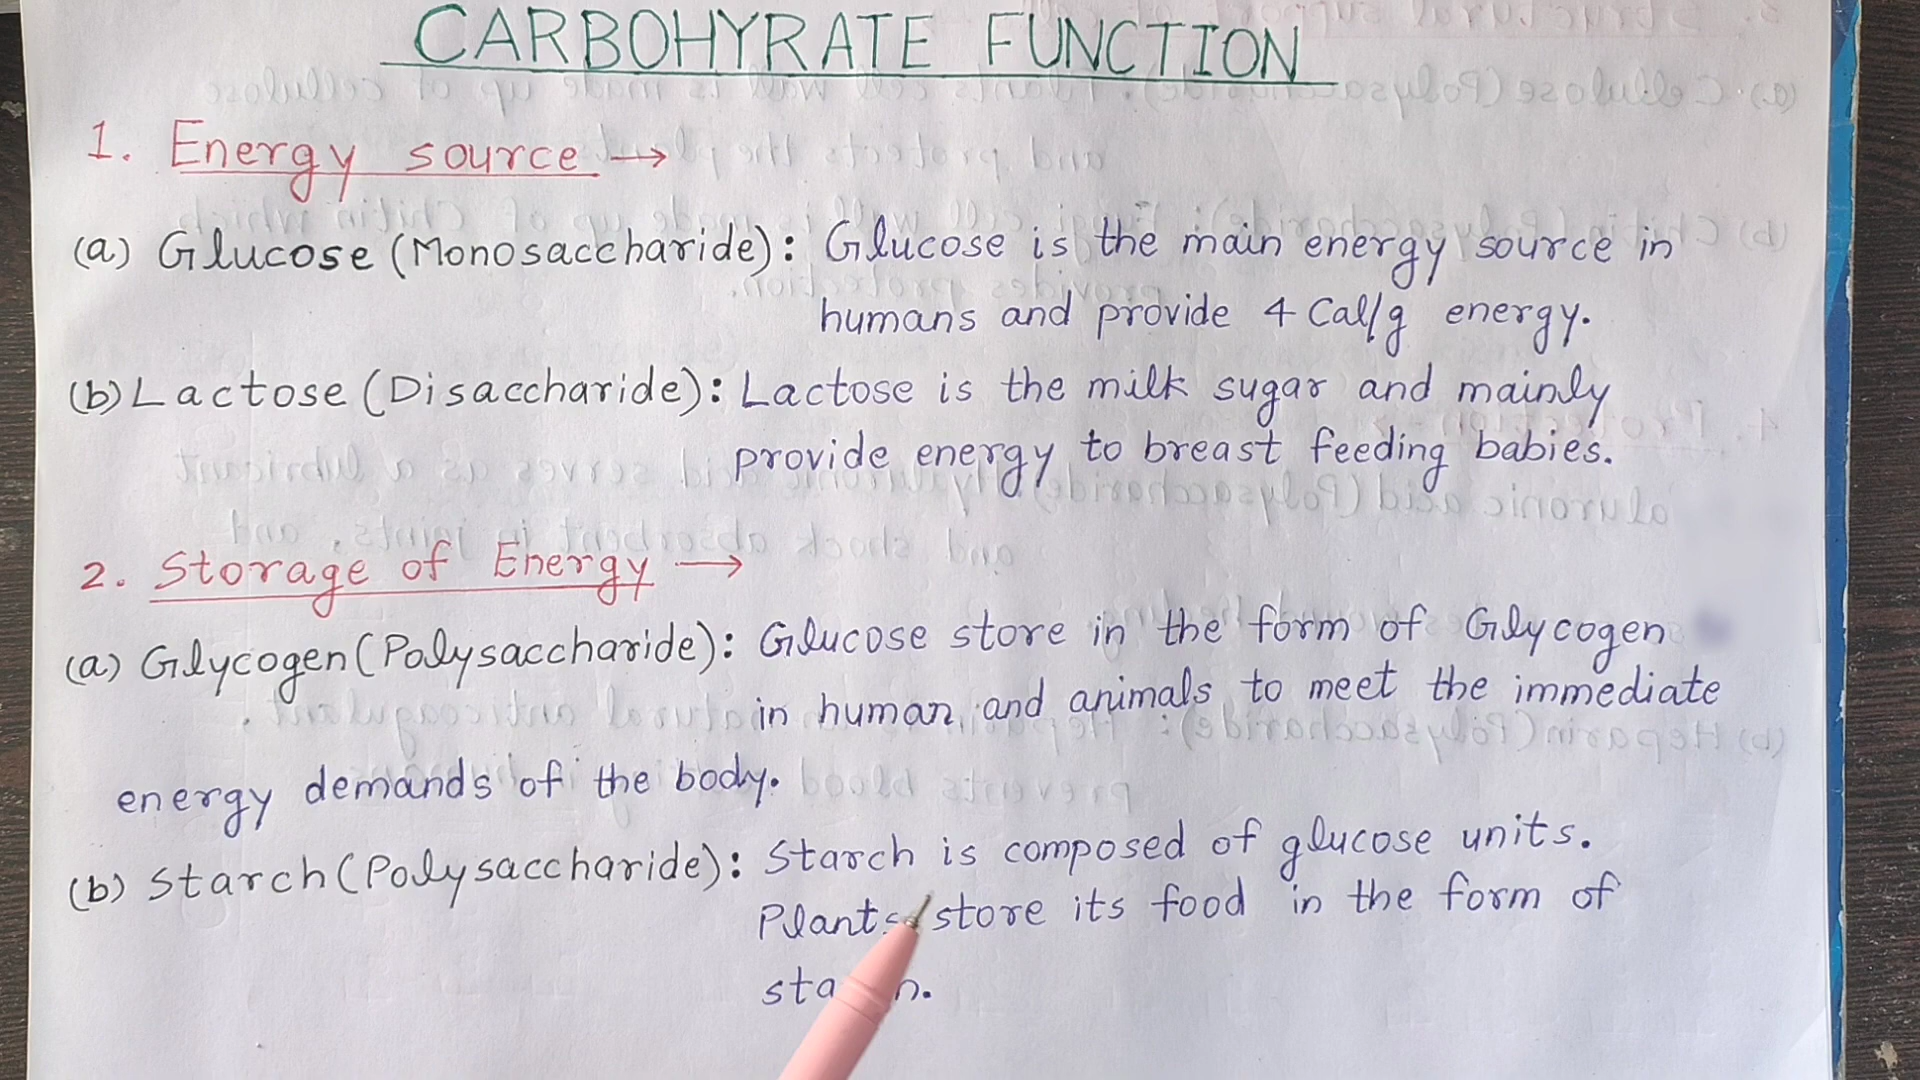 CARBOHYRATE FUNCTION
1. Energy source →
(a) Glucose (Monosaccharide): Glucose is the main energy source in
humans and provide 4 Cal/g energy.
(b) Lactose (Disaccharide): Lactose is the milk sugar and mainly
provide energy to breast feeding babies.
2. Storage of Energy →
(a) Glycogen (Polysaccharide): Glucose store in the form of Glycogen
in human and animals to meet the immediate
energy demands of the body.
(b) Starch (Polysaccharide): Starch is composed of glucose units.
Plants store its food in the form of